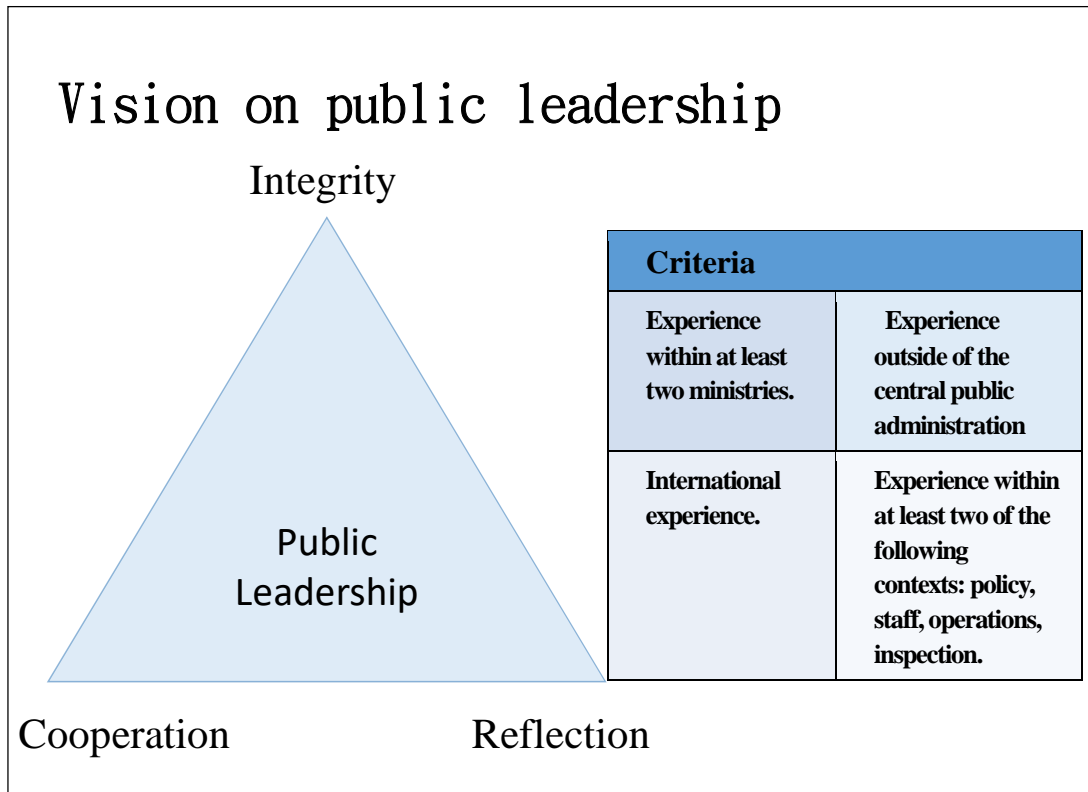 Vision on public leadership
Integrity
Public
Leadership
Cooperation
Reflection
Criteria
Experience
within at least
two ministries.
Experience
outside of the
central public
administration
International
experience.
Experience within
at least two of the
following
contexts: policy,
staff, operations,
inspection.